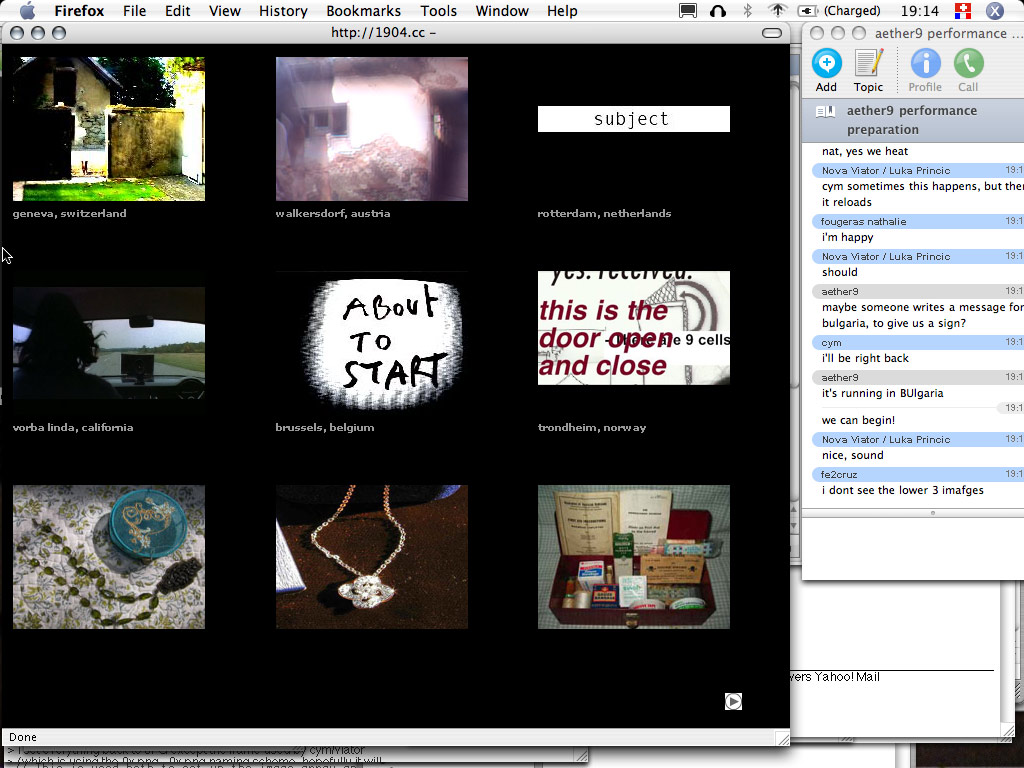 Firefox File Edit View History Bookmarks Tools Window Help (Charged) 19:14
http://1904.cc –
geneva, switzerland
walkersdorf, austria
subject
rotterdam, netherlands
vorba linda, california
ABOUT
TO
START
brussels, belgium
yes. received.
this is the
door open
and close
are 9 cells
trondheim, norway
Done
aether9 performance ...
Add Topic Profile Call
aether9 performance
preparation
nat, yes we heat
Nova Viator / Luka Princic 19:1
cym sometimes this happens, but ther
it reloads
fougeras nathalie 19:1
i'm happy
Nova Viator / Luka Princic 19:1
should
aether9 19:1
maybe someone writes a message for
bulgaria, to give us a sign?
cym 19:1
i'll be right back
aether9 19:1
it's running in BUlgaria
19:1
we can begin!
Nova Viator / Luka Princic 19:1
nice, sound
fe2cruz 19:1
i dont see the lower 3 imafges
yers Yahoo! Mail
cym/viator
> (which is using the 0x.png - 0x.png naming scheme, hopefully it will